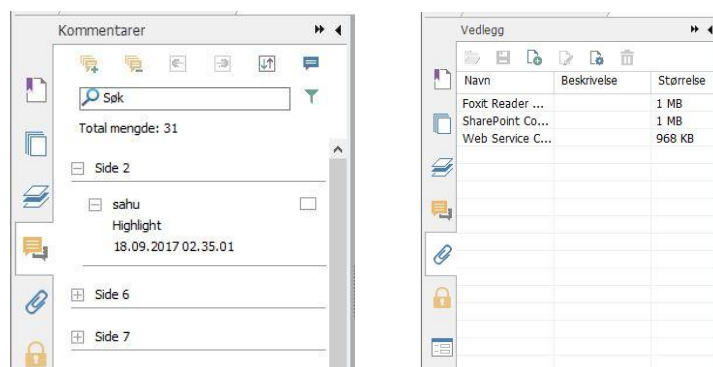 Kommentarer
Søk
Total mengde: 31
Side 2
sahu
Highlight
18.09.2017 02.35.01
Side 6
Side 7
Vedlegg
Navn Beskrivelse Størrelse
Foxit Reader ... 1 MB
SharePoint Co... 1 MB
Web Service C... 968 KB